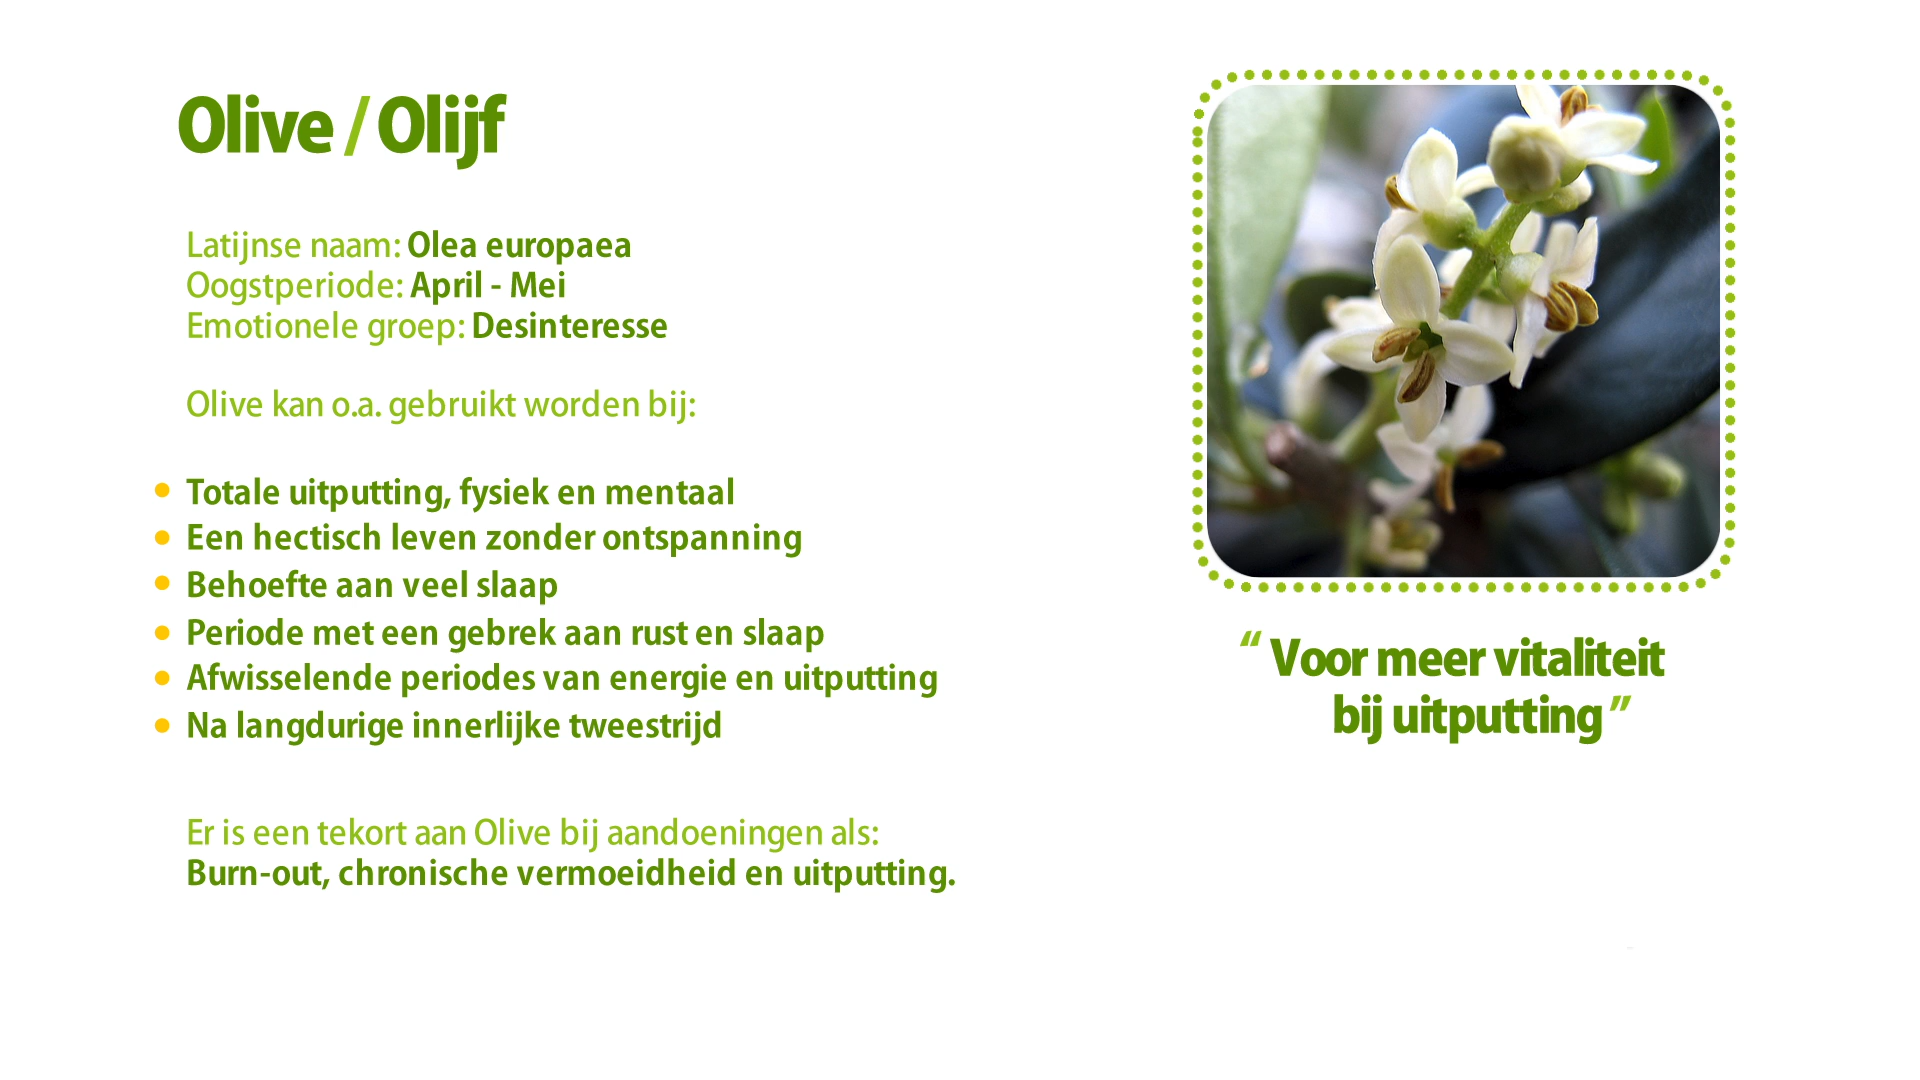 Olive / Olijf
Latijnse naam: Olea europaea
Oogstperiode: April - Mei
Emotionele groep: Desinteresse
Olive kan o.a. gebruikt worden bij:
• Totale uitputting, fysiek en mentaal
• Een hectisch leven zonder ontspanning
• Behoefte aan veel slaap
• Periode met een gebrek aan rust en slaap
• Afwisselende periodes van energie en uitputting
• Na langdurige innerlijke tweestrijd
Er is een tekort aan Olive bij aandoeningen als:
Burn-out, chronische vermoeidheid en uitputting.
“Voor meer vitaliteit
bij uitputting”